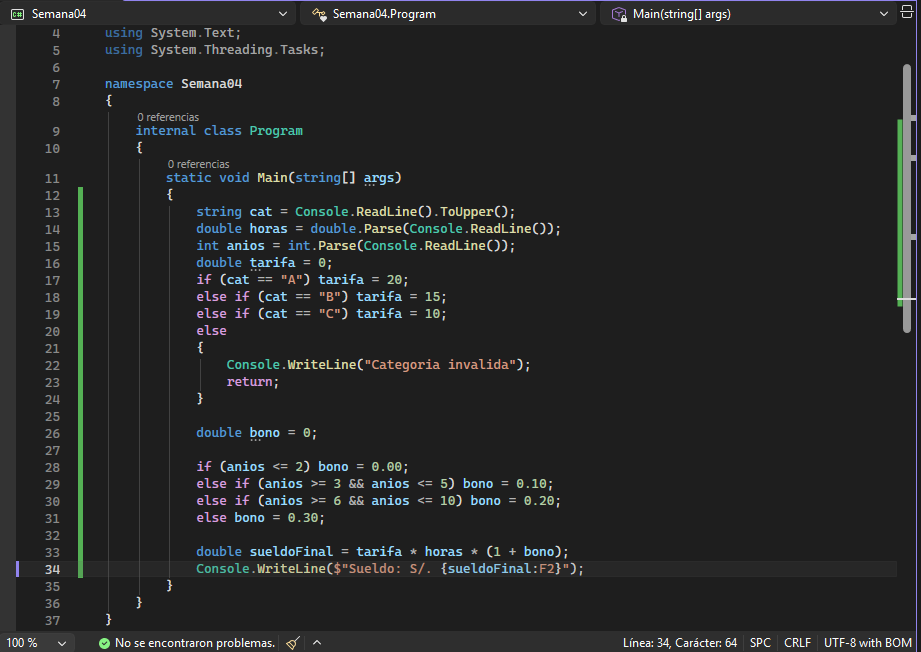 Semana04 Semana04.Program Main(string[] args)
4 using System.Text;
5 using System.Threading.Tasks;
6
7 namespace Semana04
8 {
0 referencias
9 internal class Program
10 {
0 referencias
11 static void Main(string[] args)
12 {
13 string cat = Console.ReadLine().ToUpper();
14 double horas = double.Parse(Console.ReadLine());
15 int anios = int.Parse(Console.ReadLine());
16 double tarifa = 0;
17 if (cat == "A") tarifa = 20;
18 else if (cat == "B") tarifa = 15;
19 else if (cat == "C") tarifa = 10;
20 else
21 {
22 Console.WriteLine("Categoria invalida");
23 return;
24 }
25
26 double bono = 0;
27
28 if (anios <= 2) bono = 0.00;
29 else if (anios >= 3 && anios <= 5) bono = 0.10;
30 else if (anios >= 6 && anios <= 10) bono = 0.20;
31 else bono = 0.30;
32
33 double sueldoFinal = tarifa * horas * (1 + bono);
34 Console.WriteLine($"Sueldo: S/. {sueldoFinal:F2}");
35 }
36 }
37 }
100 % No se encontraron problemas. Línea: 34, Carácter: 64 SPC CRLF UTF-8 with BOM